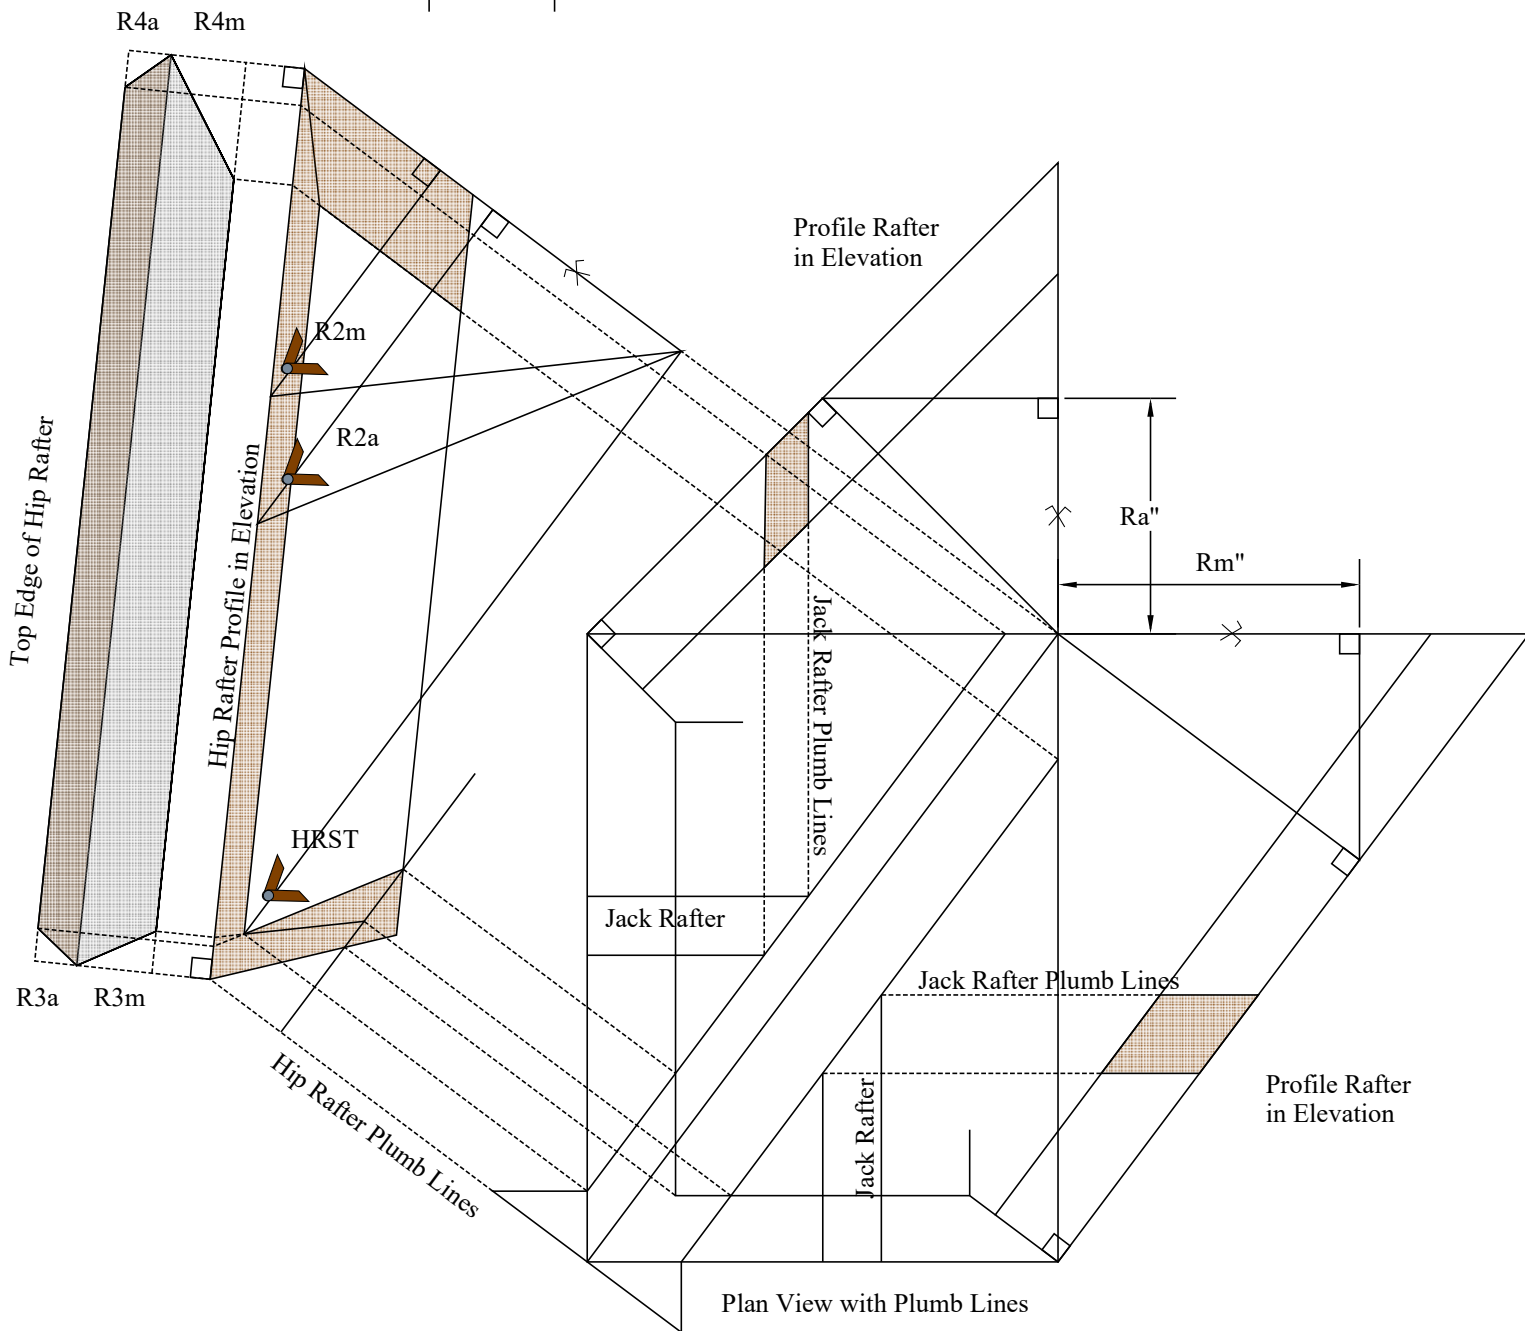 R4a R4m
Profile Rafter
in Elevation
R2m
R2a
Top Edge of Hip Rafter
Hip Rafter Profile in Elevation
Ra"
Rm"
Jack Rafter Plumb Lines
HRST
Jack Rafter
Jack Rafter Plumb Lines
R3a R3m
Hip Rafter Plumb Lines
Jack Rafter
Profile Rafter
in Elevation
Plan View with Plumb Lines